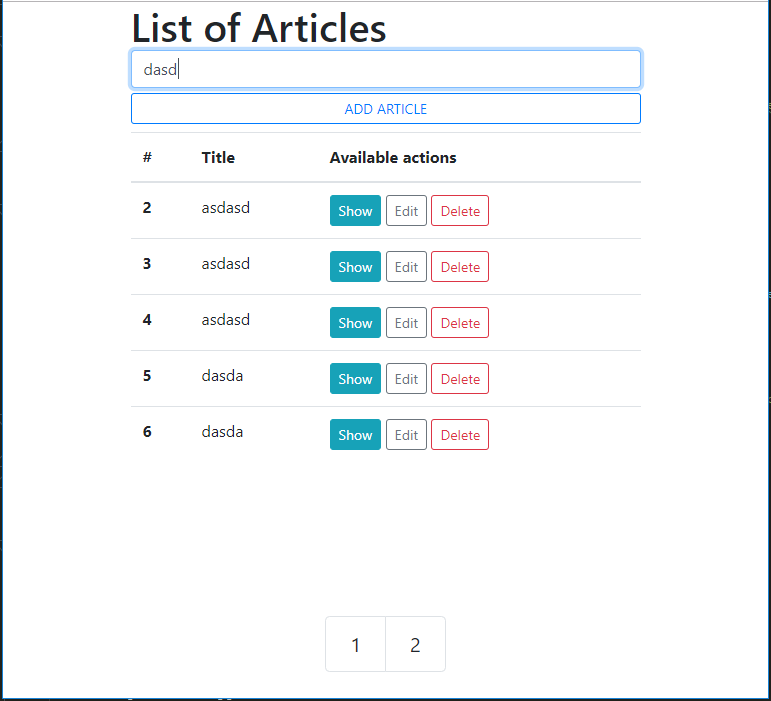 List of Articles
dasd
ADD ARTICLE
# Title Available actions
2 asdasd Show Edit Delete
3 asdasd Show Edit Delete
4 asdasd Show Edit Delete
5 dasda Show Edit Delete
6 dasda Show Edit Delete
1 2